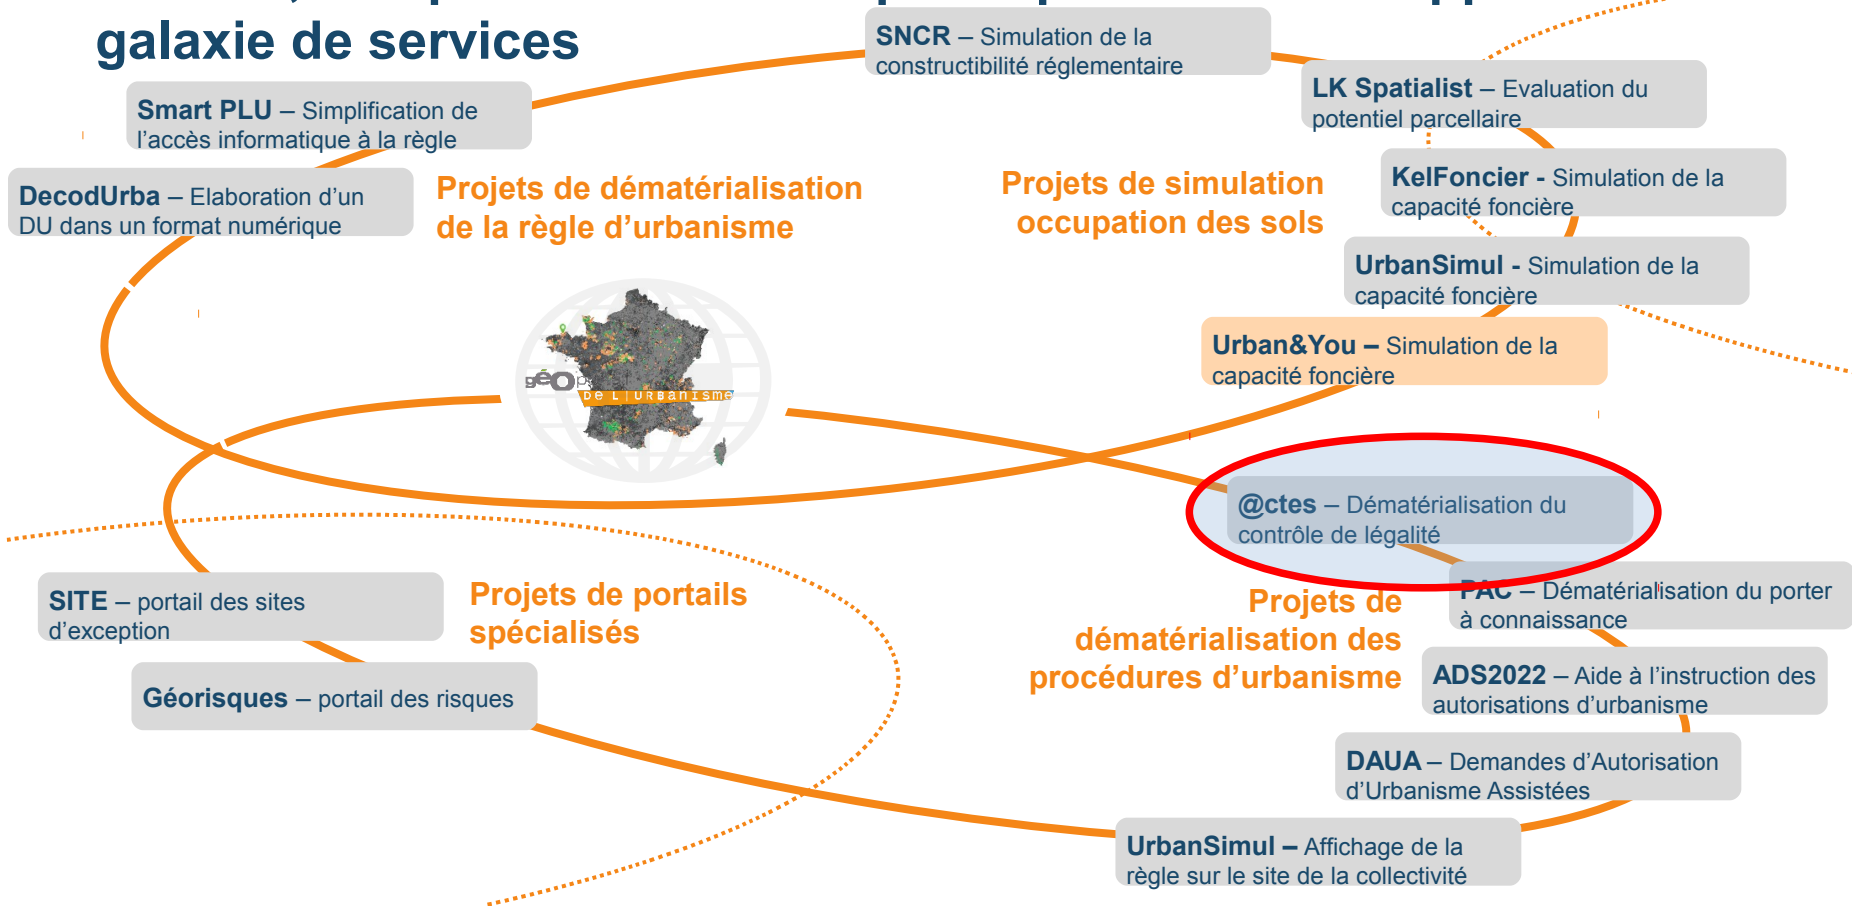 galaxie de services
SNCR – Simulation de la
constructibilité réglementaire
LK Spatialist – Evaluation du
potentiel parcellaire
Smart PLU – Simplification de
l’accès informatique à la règle
KelFoncier - Simulation de la
capacité foncière
DecodUrba – Elaboration d’un
DU dans un format numérique
Projets de dématérialisation
de la règle d’urbanisme
Projets de simulation
occupation des sols
UrbanSimul - Simulation de la
capacité foncière
Urban&You – Simulation de la
capacité foncière
géop
DE L'URBANISME
@ctes – Dématérialisation du
contrôle de légalité
PAC – Dématérialisation du porter
à connaissance
SITE – portail des sites
d’exception
Projets de portails
spécialisés
Projets de
dématérialisation des
procédures d’urbanisme
Géorisques – portail des risques
ADS2022 – Aide à l’instruction des
autorisations d’urbanisme
DAUA – Demandes d’Autorisation
d’Urbanisme Assistées
UrbanSimul – Affichage de la
règle sur le site de la collectivité